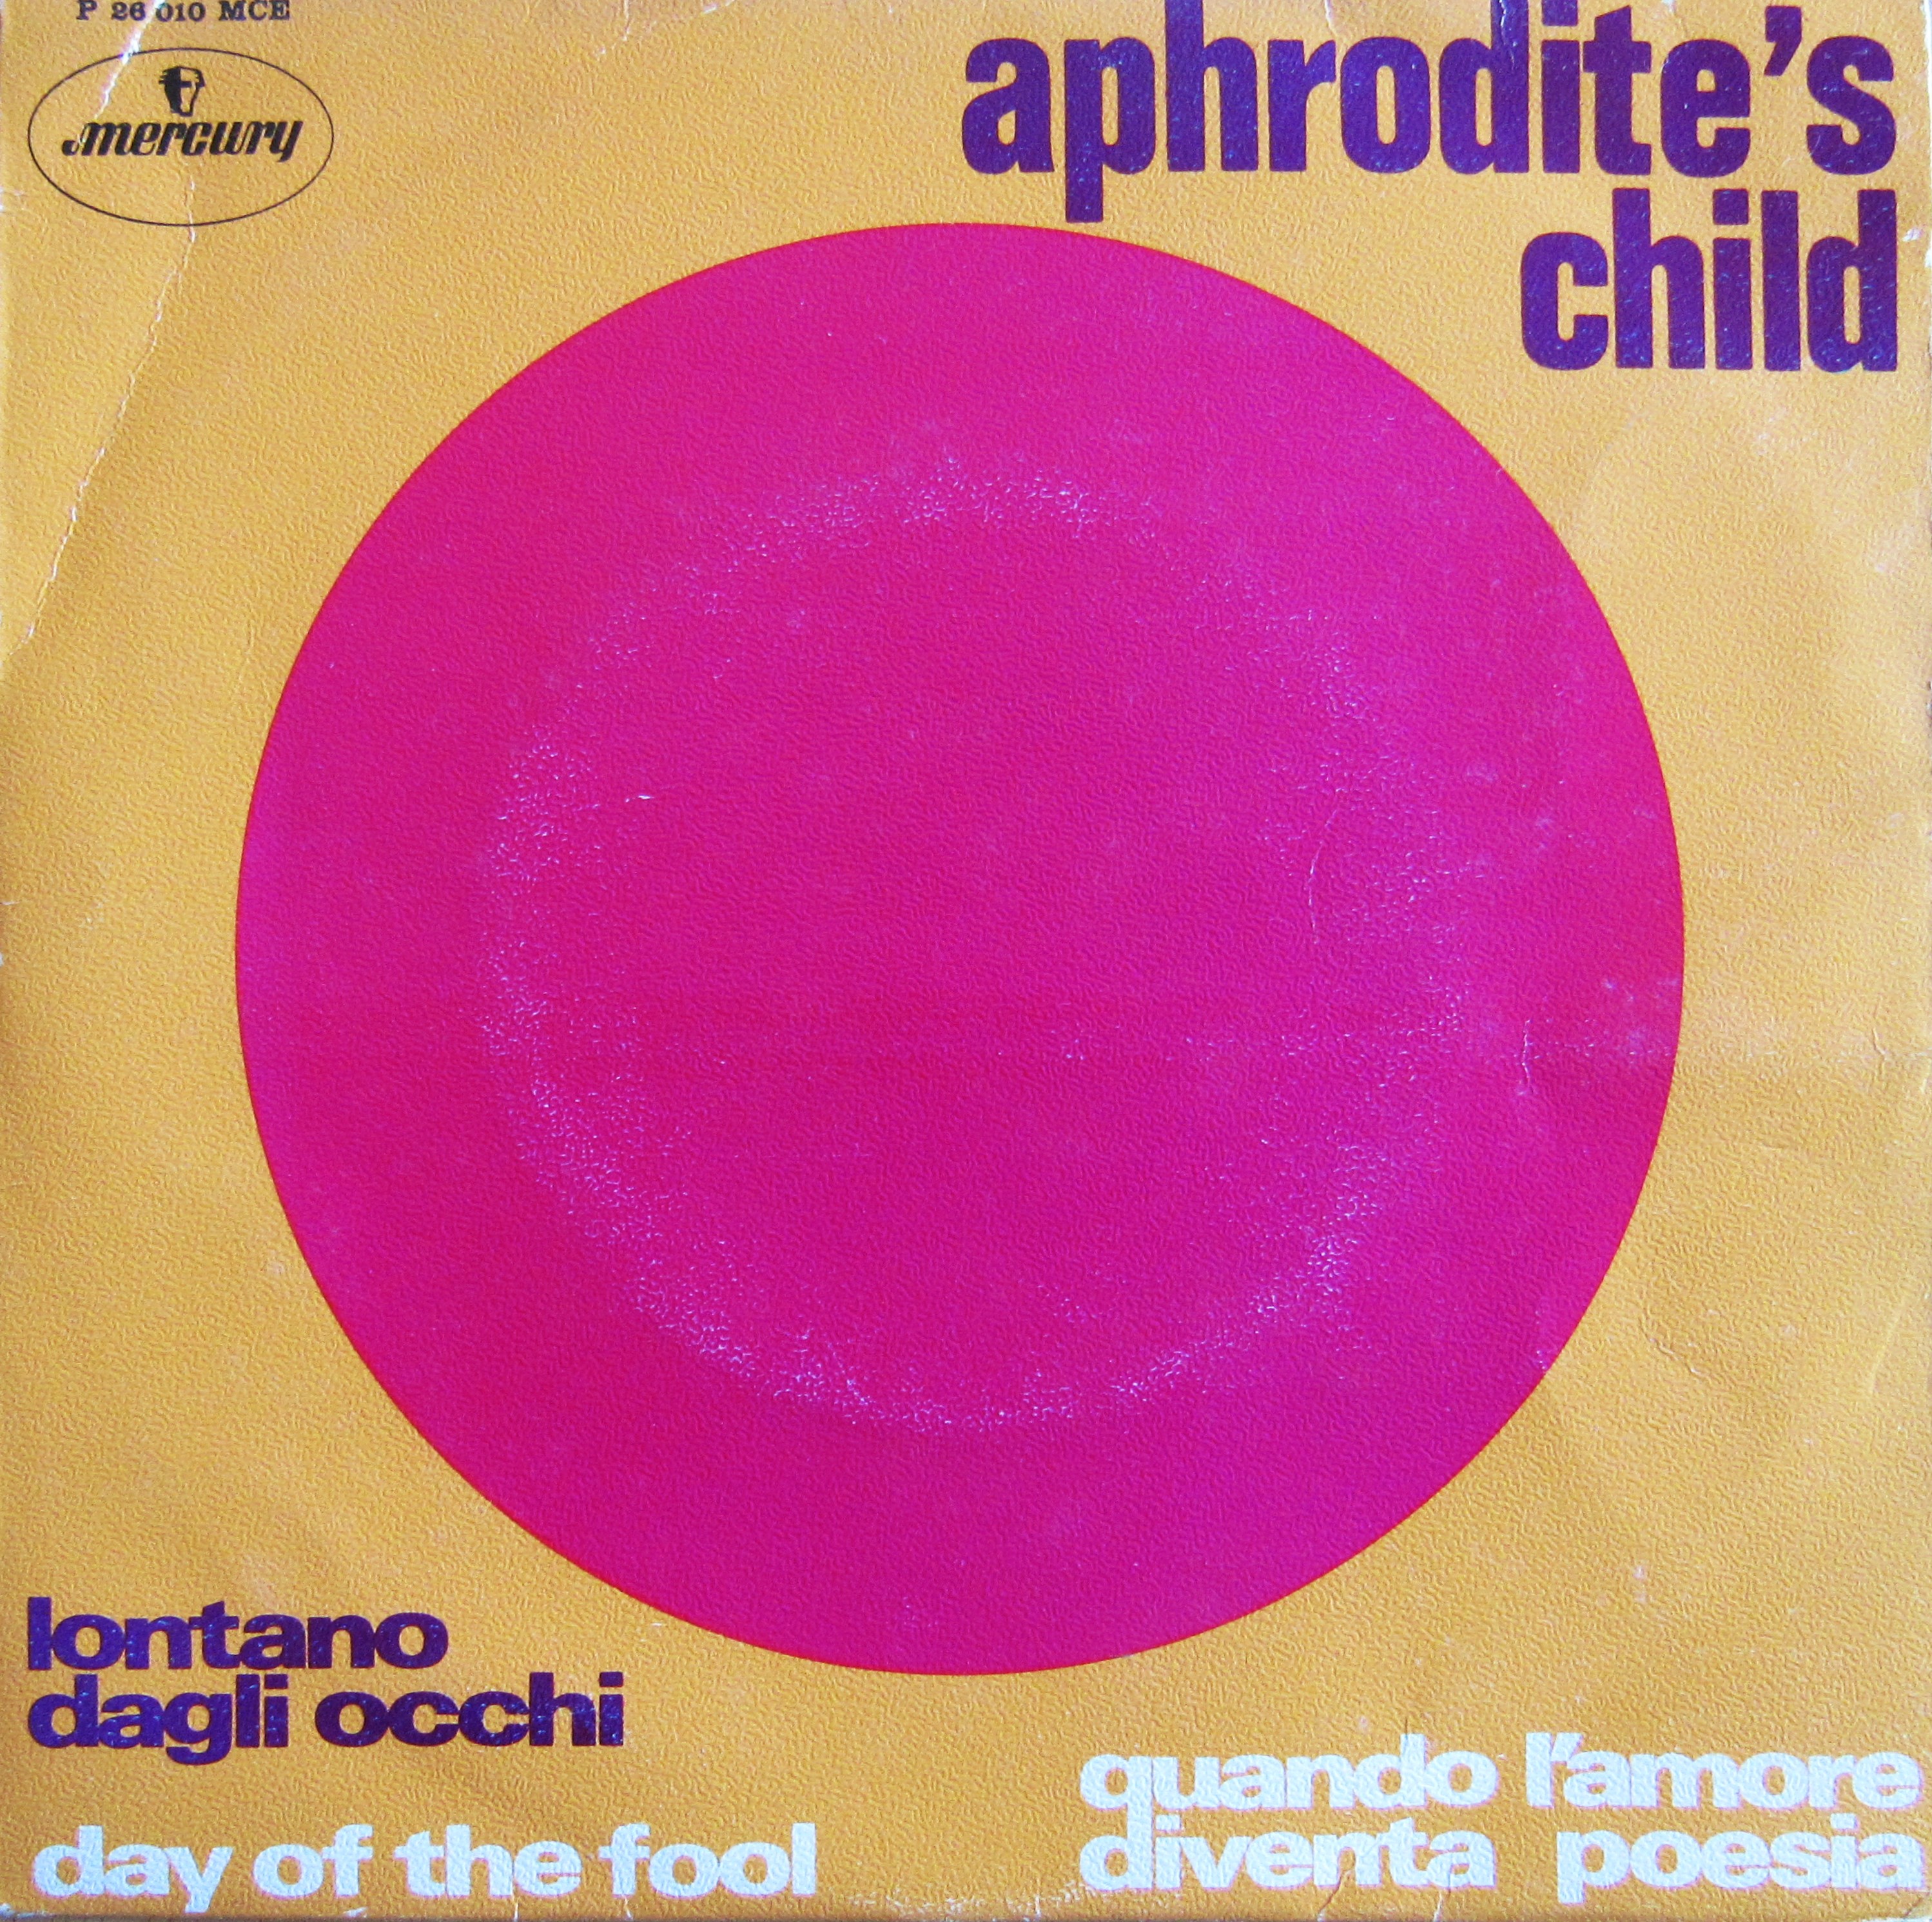 P 26 010 MCE
mercury
aphrodite's
child
lontano
dagli occhi
day of the fool
quando l'amore
diventa poesia